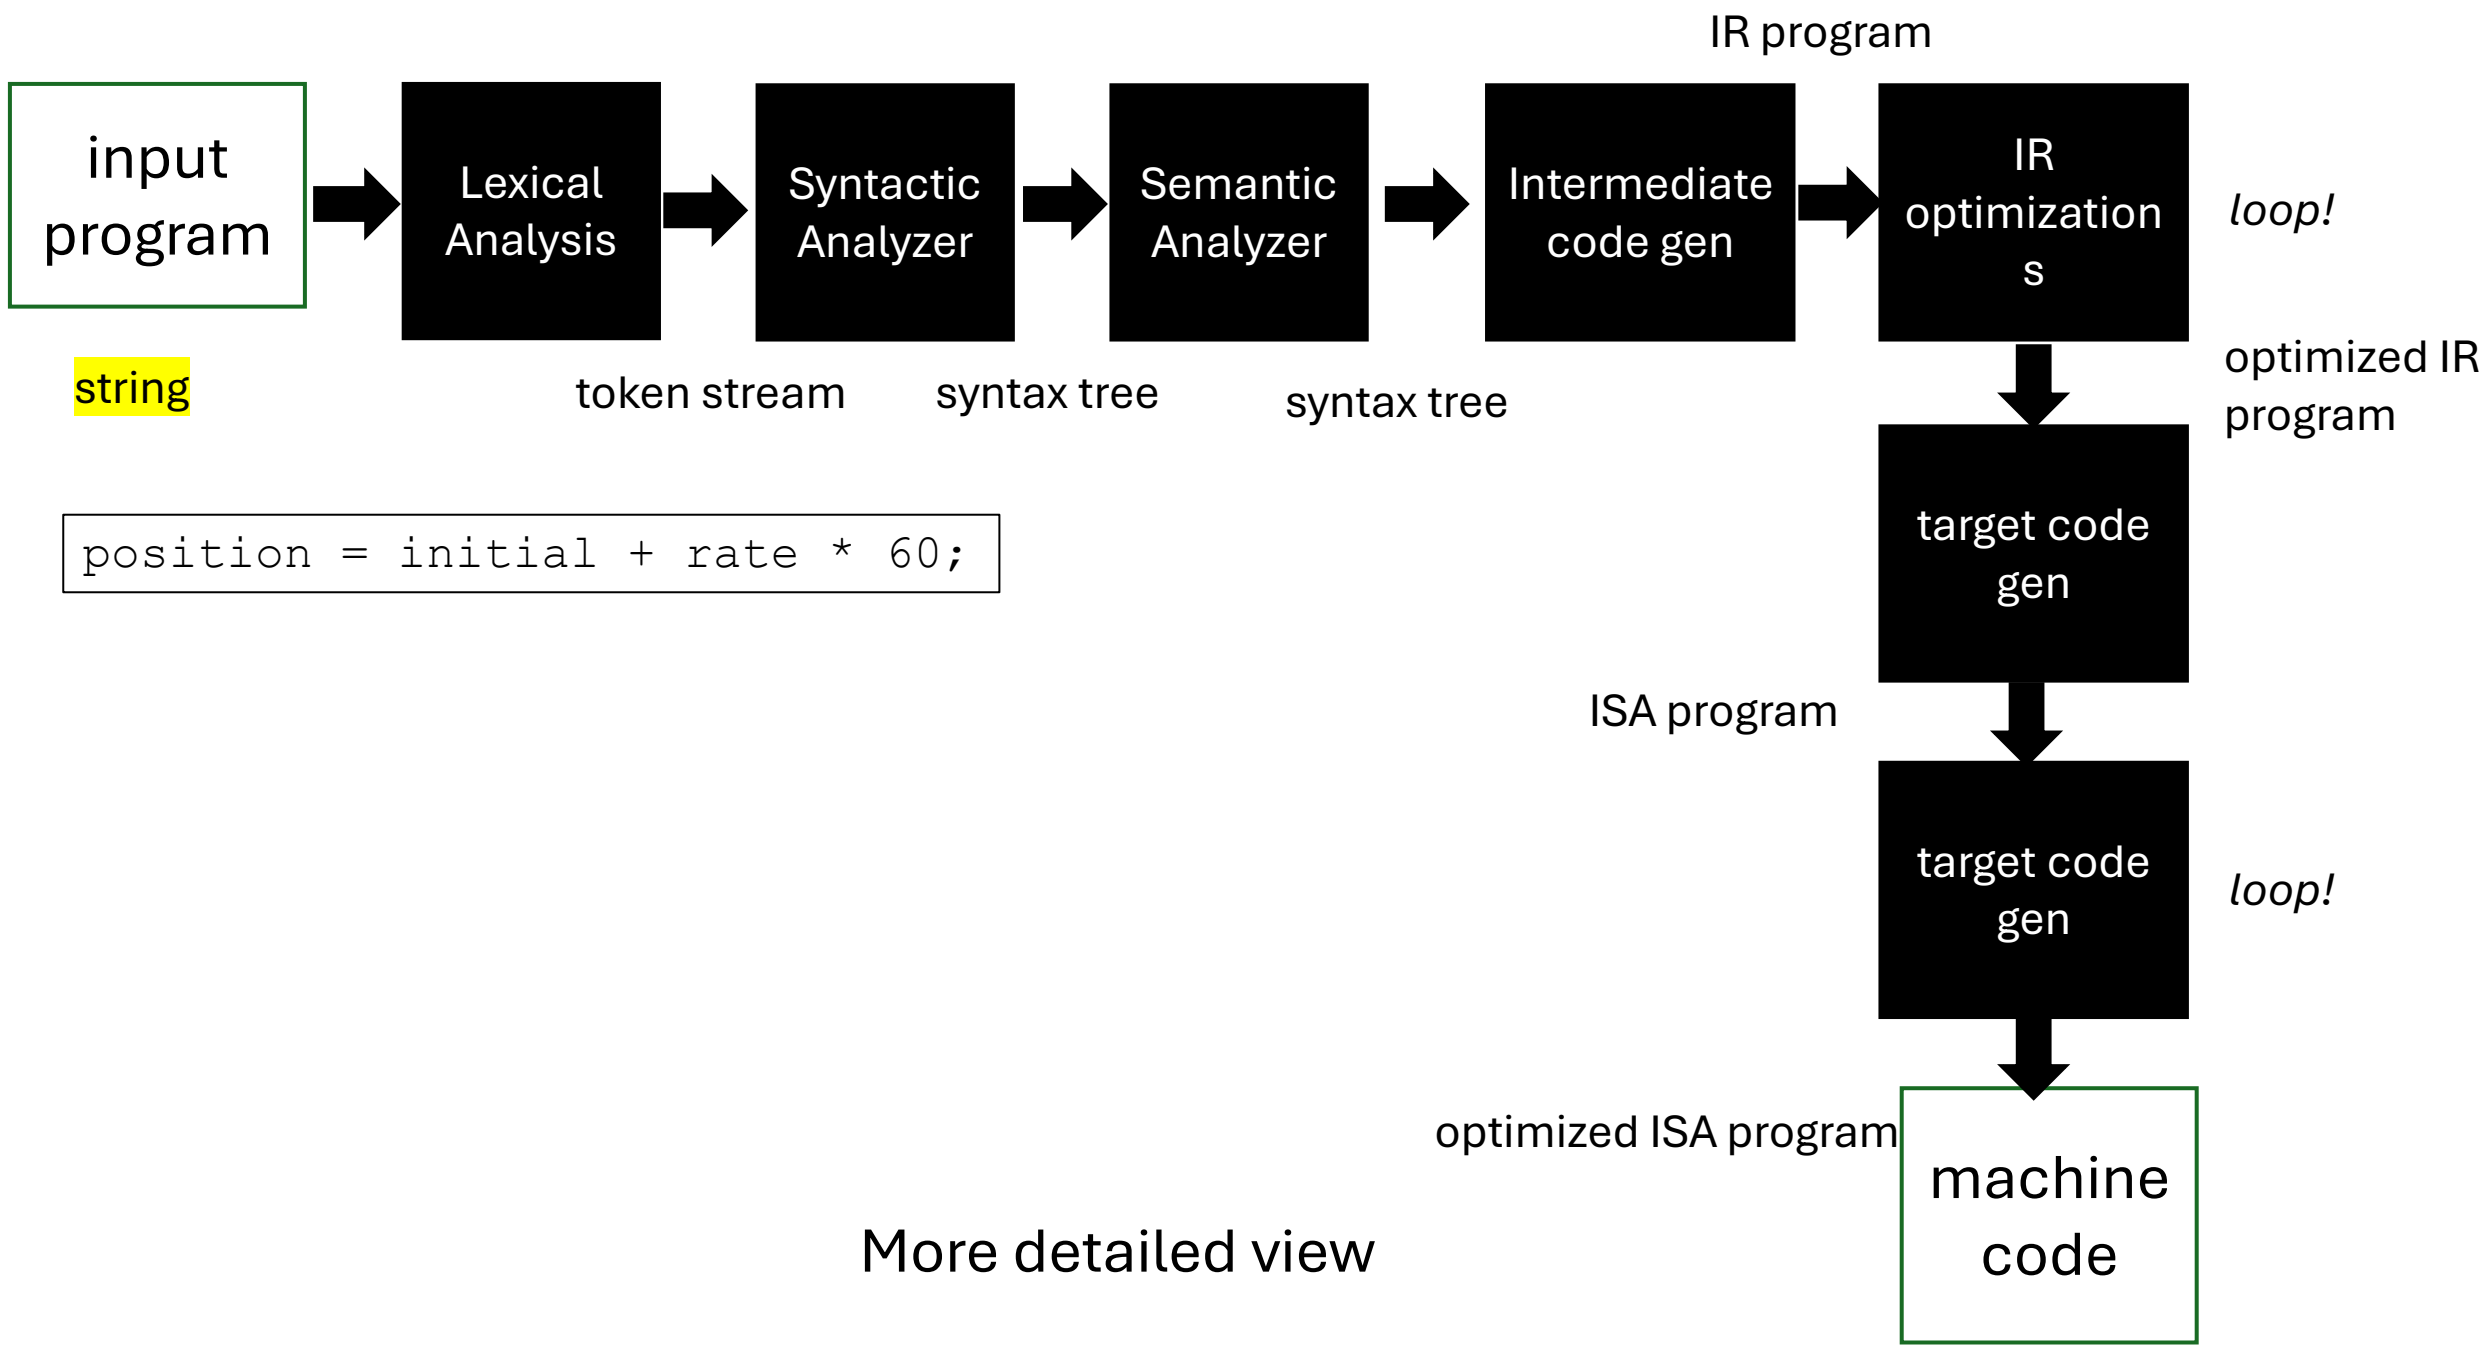 IR program
input
program
Lexical
Analysis
Syntactic
Analyzer
Semantic
Analyzer
Intermediate
code gen
IR
optimization
s
loop!
string
token stream
syntax tree
syntax tree
optimized IR
program
position = initial + rate * 60;
target code
gen
ISA program
target code
gen
loop!
optimized ISA program
machine
code
More detailed view